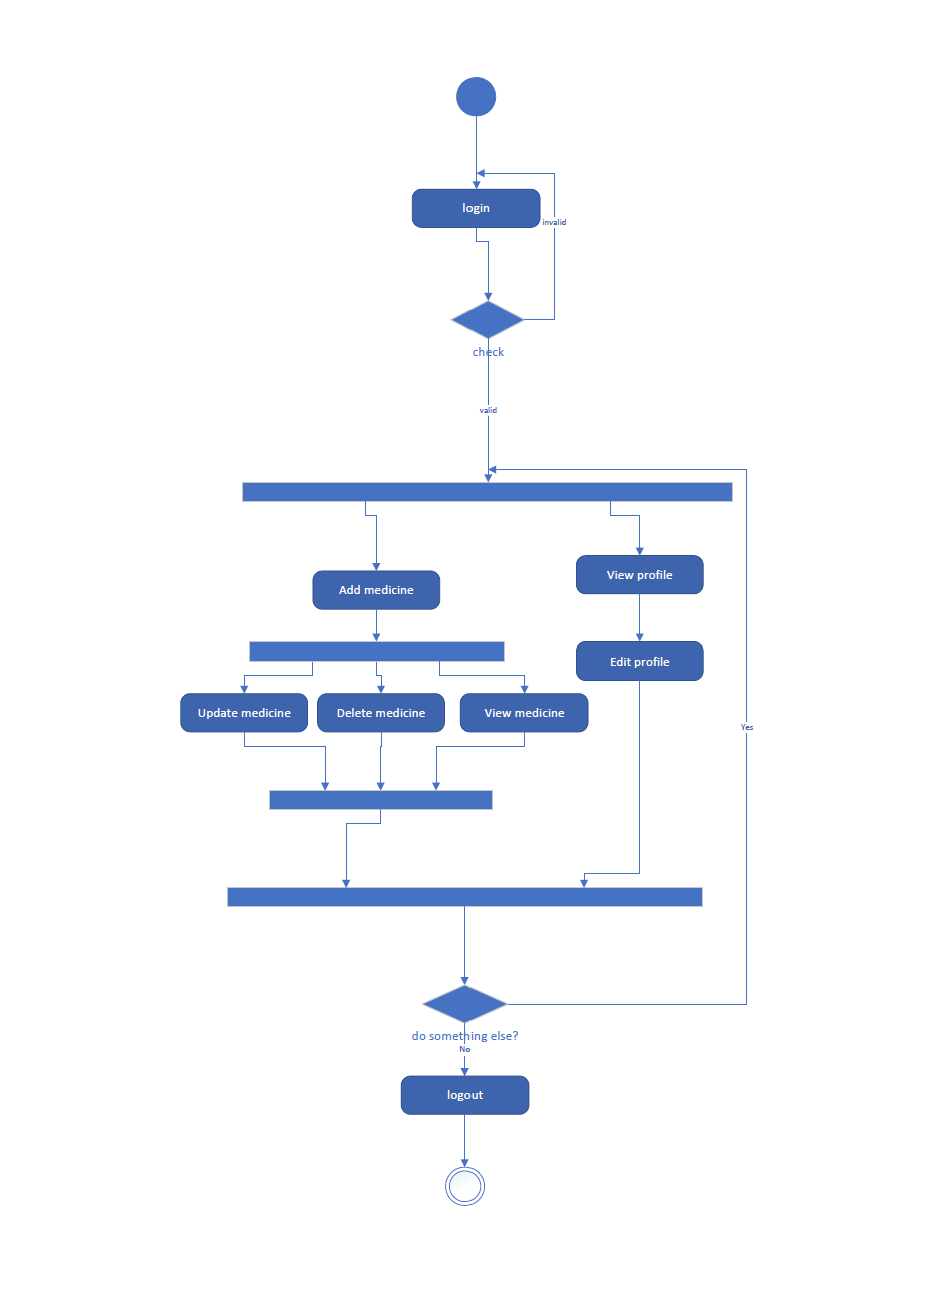 login
invalid
check
valid
View profile
Add medicine
Edit profile
Update medicine
Delete medicine
View medicine
Yes
do something else?
No
logout